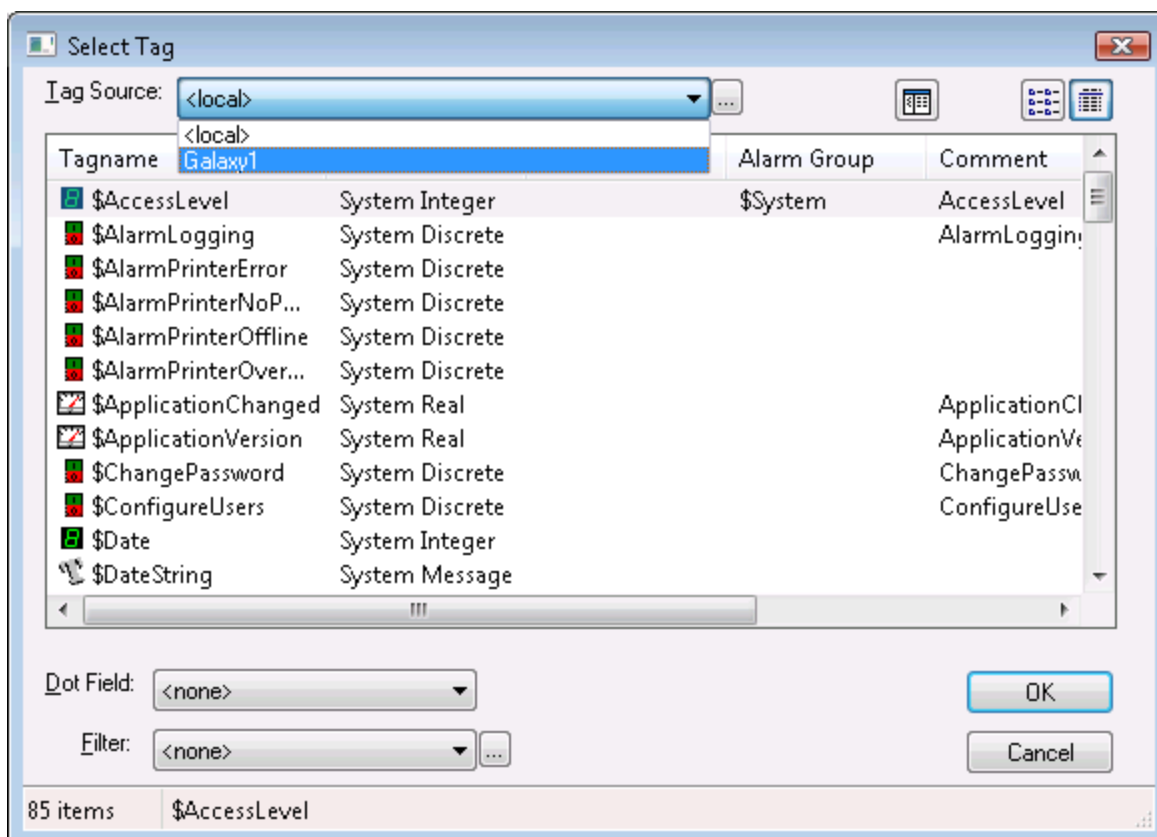 Select Tag
Tag Source: <local> ...
<local>
Galaxy1
Tagname Alarm Group Comment
$AccessLevel System Integer $System AccessLevel
$AlarmLogging System Discrete AlarmLogging
$AlarmPrinterError System Discrete
$AlarmPrinterNoP... System Discrete
$AlarmPrinterOffline System Discrete
$AlarmPrinterOver... System Discrete
$ApplicationChanged System Real ApplicationCl
$ApplicationVersion System Real ApplicationVe
$ChangePassword System Discrete ChangePassw
$ConfigureUsers System Discrete ConfigureUse
$Date System Integer
$DateString System Message
Dot Field: <none> OK
Filter: <none> ... Cancel
85 items $AccessLevel